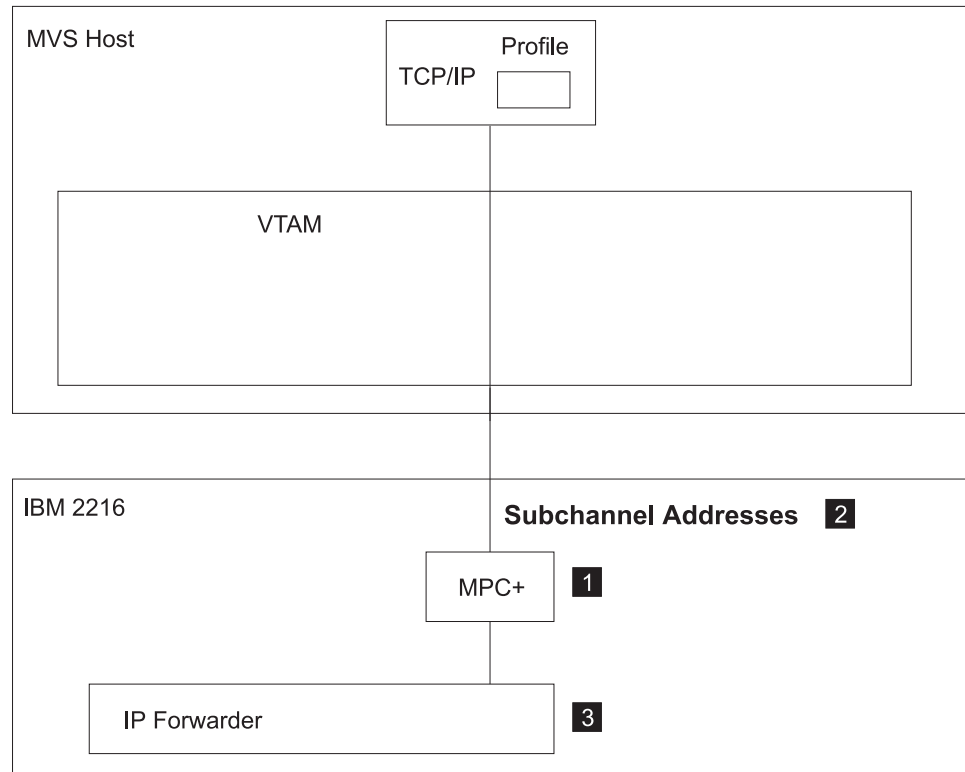 MVS Host
Profile
TCP/IP
VTAM
IBM 2216
Subchannel Addresses 2
MPC+ 1
IP Forwarder 3